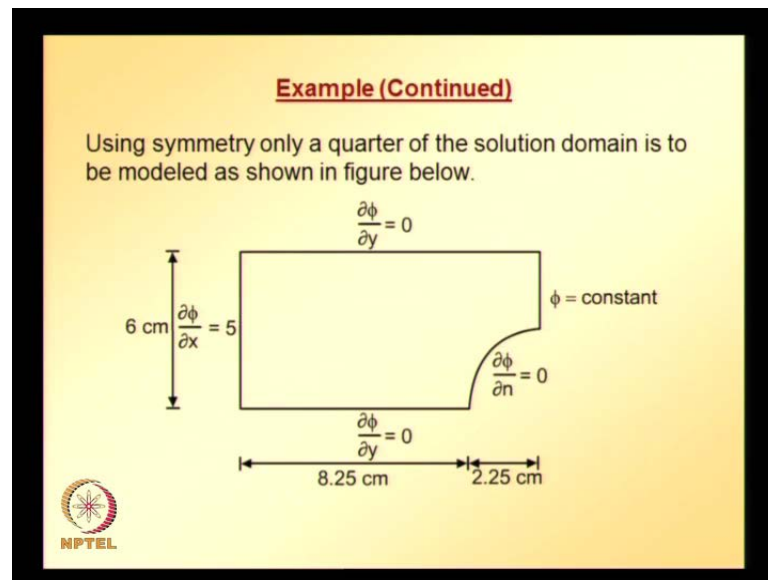 Example (Continued)
Using symmetry only a quarter of the solution domain is to
be modeled as shown in figure below.
∂ϕ/∂y = 0
ϕ = constant
6 cm
∂ϕ/∂x = 5
∂ϕ/∂n = 0
∂ϕ/∂y = 0
8.25 cm
2.25 cm
NPTEL